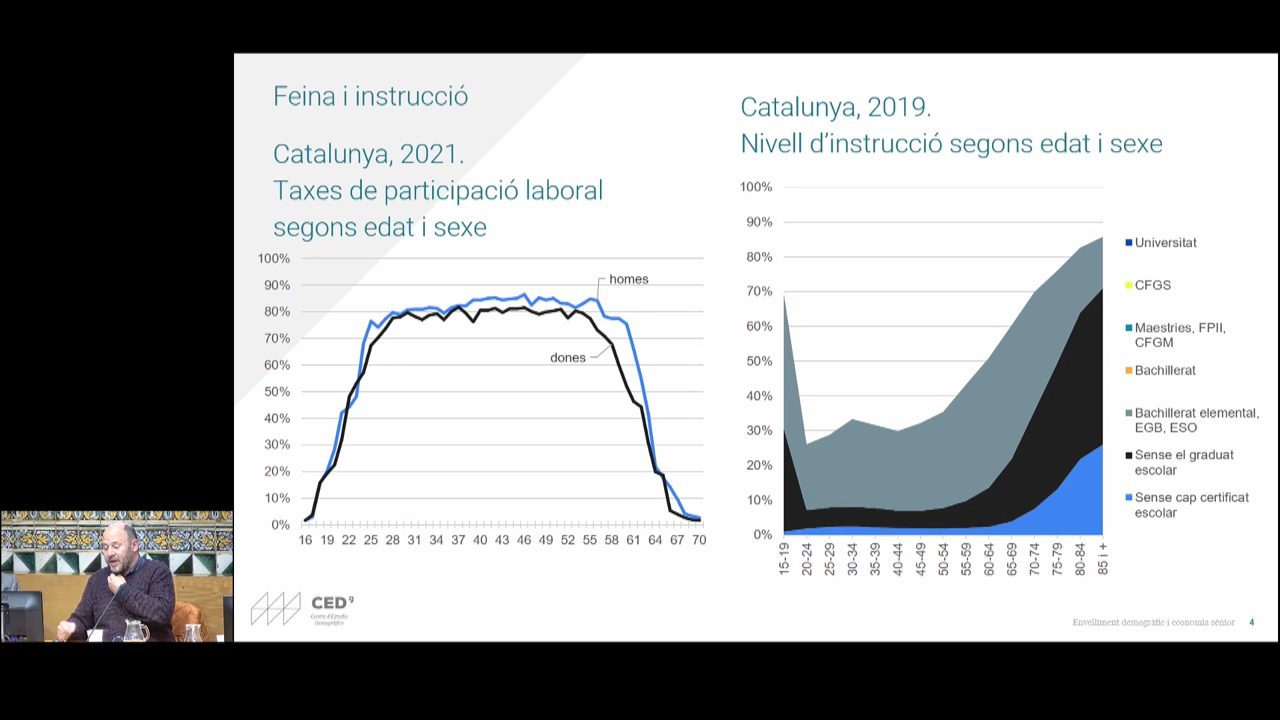 Feina i instrucció
Catalunya, 2021.
Taxes de participació laboral
segons edat i sexe
100%
90%
80%
70%
60%
50%
40%
30%
20%
10%
0%
homes
dones
16 19 22 25 28 31 34 37 40 43 46 49 52 55 58 61 64 67 70
Catalunya, 2019.
Nivell d'instrucció segons edat i sexe
100%
90%
80%
70%
60%
50%
40%
30%
20%
10%
0%
15-19 20-24 25-29 30-34 35-39 40-44 45-49 50-54 55-59 60-64 65-69 70-74 75-79 80-84 85 i +
Universitat
CFGS
Maestries, FPII,
CFGM
Bachillerat
Bachillerat elemental,
EGB, ESO
Sense el graduat
escolar
Sense cap certificat
escolar
CED
Centre d'Estudis
Demogràfics
Envelliment demogràfic i economia sènior 4